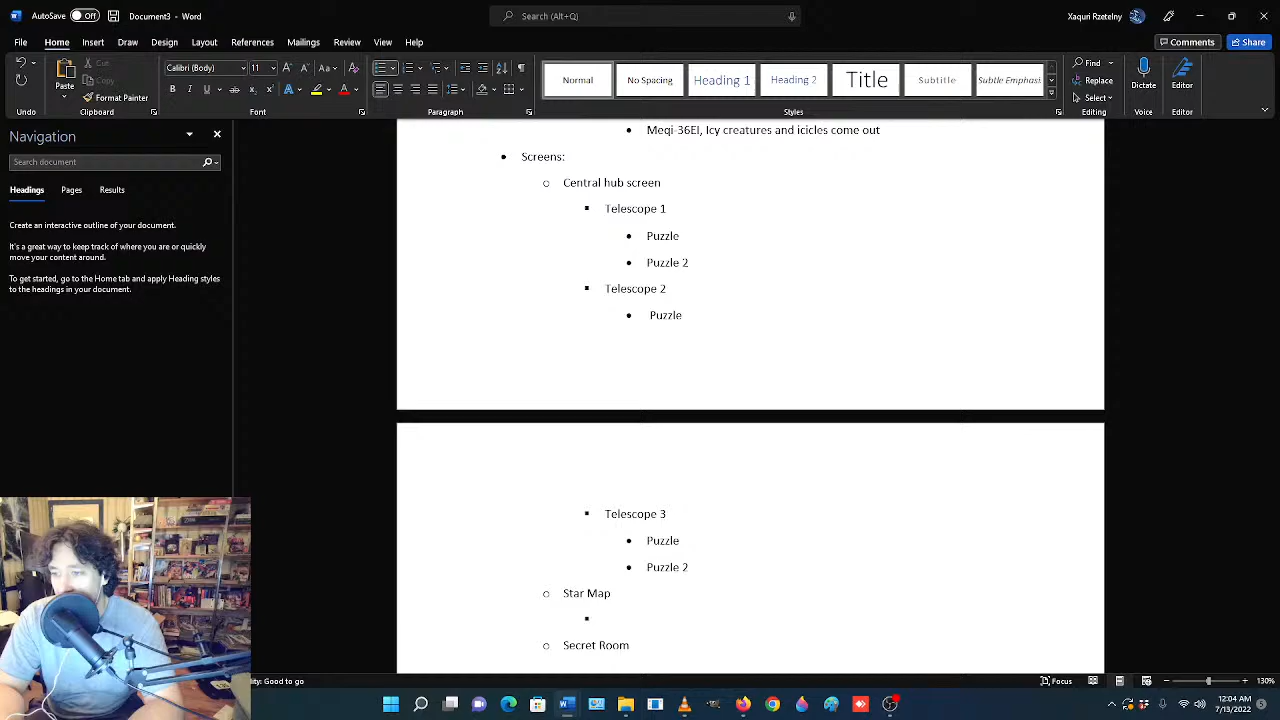 AutoSave Off Document3 - Word Search (Alt+Q) Xaquri Rzetelny
File Home Insert Draw Design Layout References Mailings Review View Help Comments Share
Paste Cut Copy Format Painter
Calibri (Body) 11
Normal No Spacing Heading 1 Heading 2 Title Subtitle Subtle Emphasis
Find Replace Select Dictate Editor
Undo Clipboard Font Paragraph Styles Editing Voice Editor
Navigation
Search document
Headings Pages Results
Create an interactive outline of your document.
It's a great way to keep track of where you are or quickly
move your content around.
To get started, go to the Home tab and apply Heading styles
to the headings in your document.
• Meqi-36EI, Icy creatures and icicles come out
• Screens:
o Central hub screen
▪ Telescope 1
• Puzzle
• Puzzle 2
▪ Telescope 2
• Puzzle
▪ Telescope 3
• Puzzle
• Puzzle 2
o Star Map
▪
o Secret Room
lity: Good to go Focus 130%
12:04 AM
7/13/2022